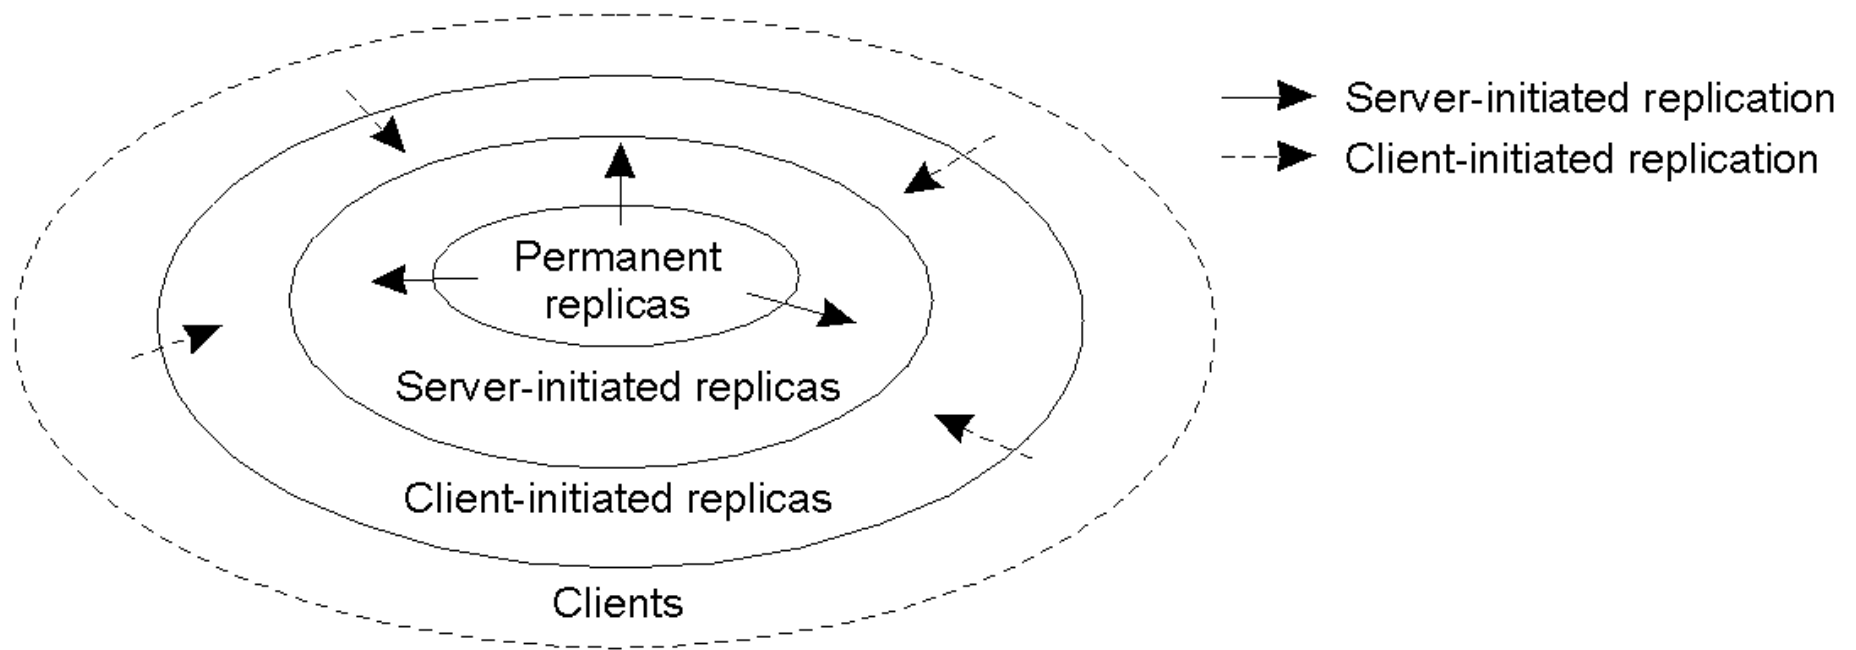 Server-initiated replication
Client-initiated replication
Permanent
replicas
Server-initiated replicas
Client-initiated replicas
Clients